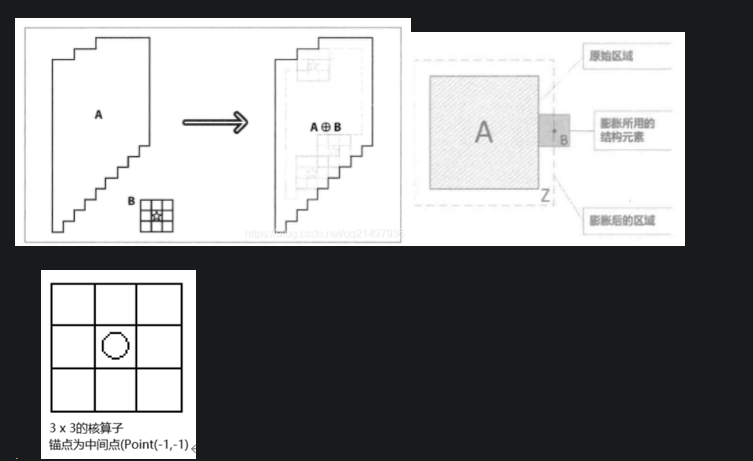 A
B
A ⊕ B
https://blog.csdn.net/qq21497936
A
B
Z
原始区域
膨胀所用的
结构元素
膨胀后的区域
3 x 3的核算子
锚点为中间点(Point(-1,-1)